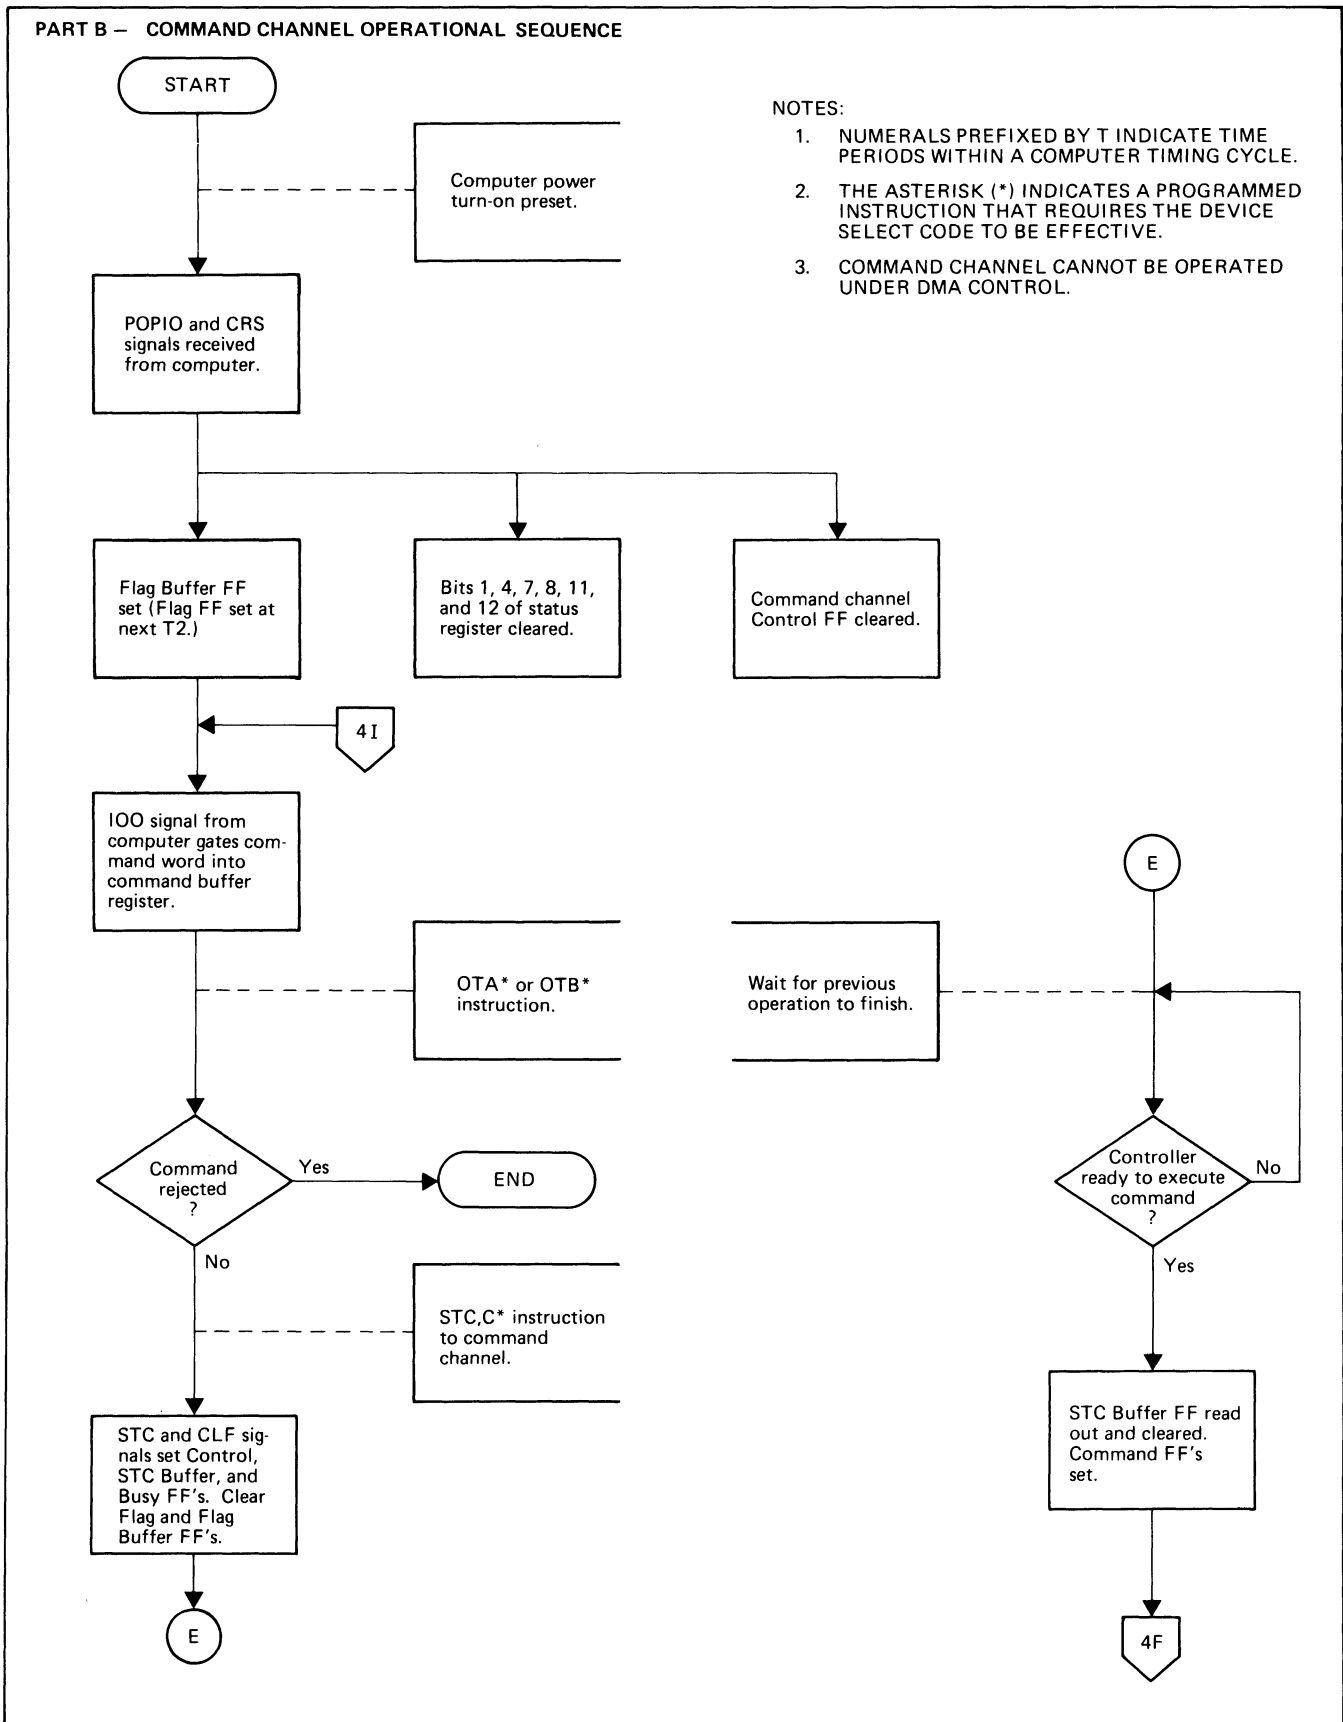 PART B – COMMAND CHANNEL OPERATIONAL SEQUENCE
START
NOTES:
1. NUMERALS PREFIXED BY T INDICATE TIME
PERIODS WITHIN A COMPUTER TIMING CYCLE.
2. THE ASTERISK (*) INDICATES A PROGRAMMED
INSTRUCTION THAT REQUIRES THE DEVICE
SELECT CODE TO BE EFFECTIVE.
3. COMMAND CHANNEL CANNOT BE OPERATED
UNDER DMA CONTROL.
Computer power
turn-on preset.
POPIO and CRS
signals received
from computer.
Flag Buffer FF
set (Flag FF set at
next T2.)
Bits 1, 4, 7, 8, 11,
and 12 of status
register cleared.
Command channel
Control FF cleared.
4I
IOO signal from
computer gates com-
mand word into
command buffer
register.
OTA* or OTB*
instruction.
Command
rejected
?
Yes
END
No
STC,C* instruction
to command
channel.
STC and CLF sig-
nals set Control,
STC Buffer, and
Busy FF's. Clear
Flag and Flag
Buffer FF's.
E
E
Wait for previous
operation to finish.
Controller
ready to execute
command
?
No
Yes
STC Buffer FF read
out and cleared.
Command FF's
set.
4F